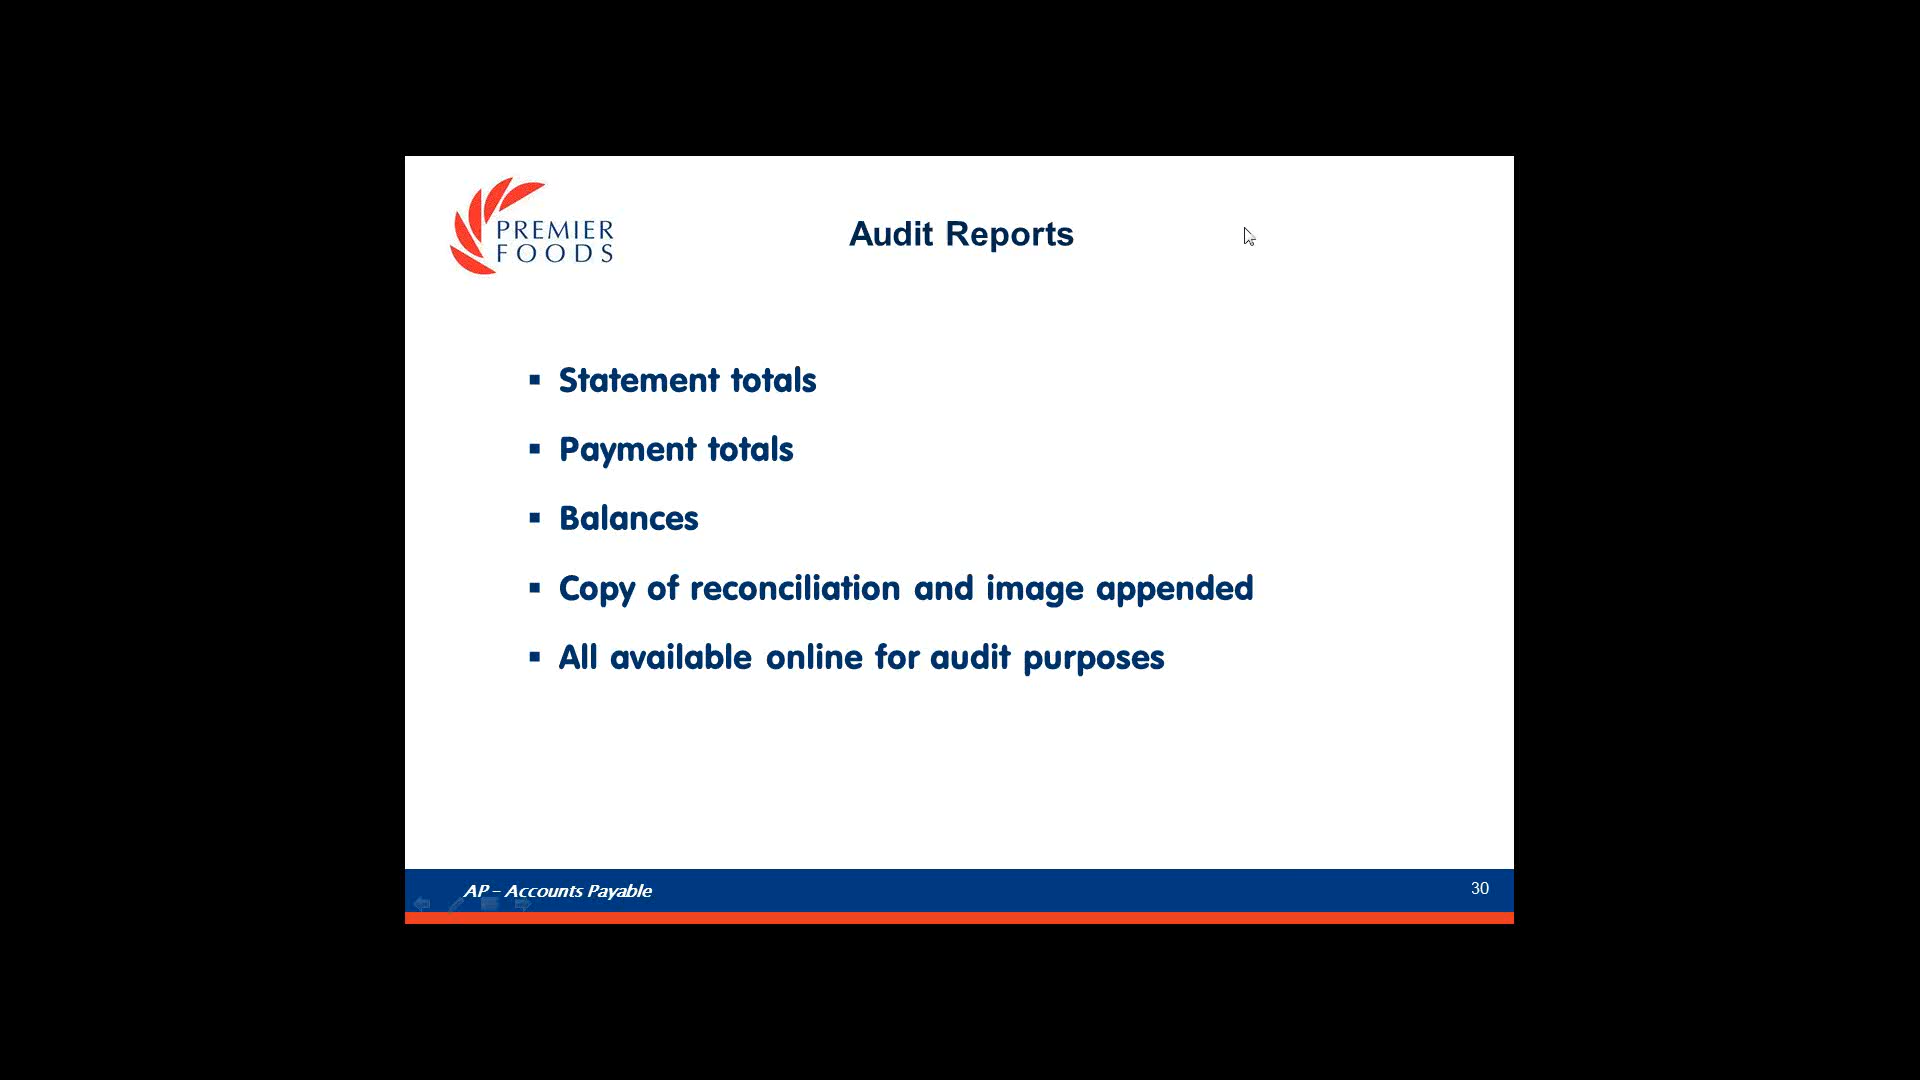 PREMIER
FOODS
Audit Reports
▪ Statement totals
▪ Payment totals
▪ Balances
▪ Copy of reconciliation and image appended
▪ All available online for audit purposes
AP – Accounts Payable
30